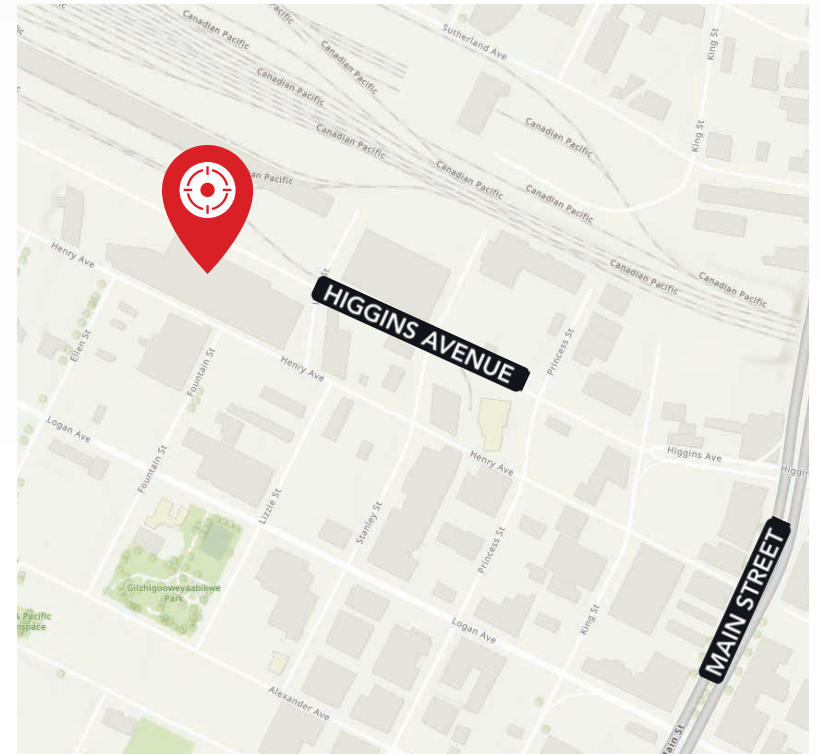 Canadian Pacific
Sutherland Ave
King St
Canadian Pacific
Canadian Pacific
Canadian Pacific
Canadian Pacific
King St
Canadian Pacific
Canadian Pacific
Canadian Pacific
Henry Ave
Canadian Pacific
Canadian Pacific
HIGGINS AVENUE
Ellen St
Fountain St
Henry Ave
Princess St
Logan Ave
Fountain St
Henry Ave
Higgins Ave
Lizzie St
Stanley St
Princess St
MAIN STREET
Gilzhigooweyaabikwe
Park
King St
Logan Ave
Pacific
Alexander Ave